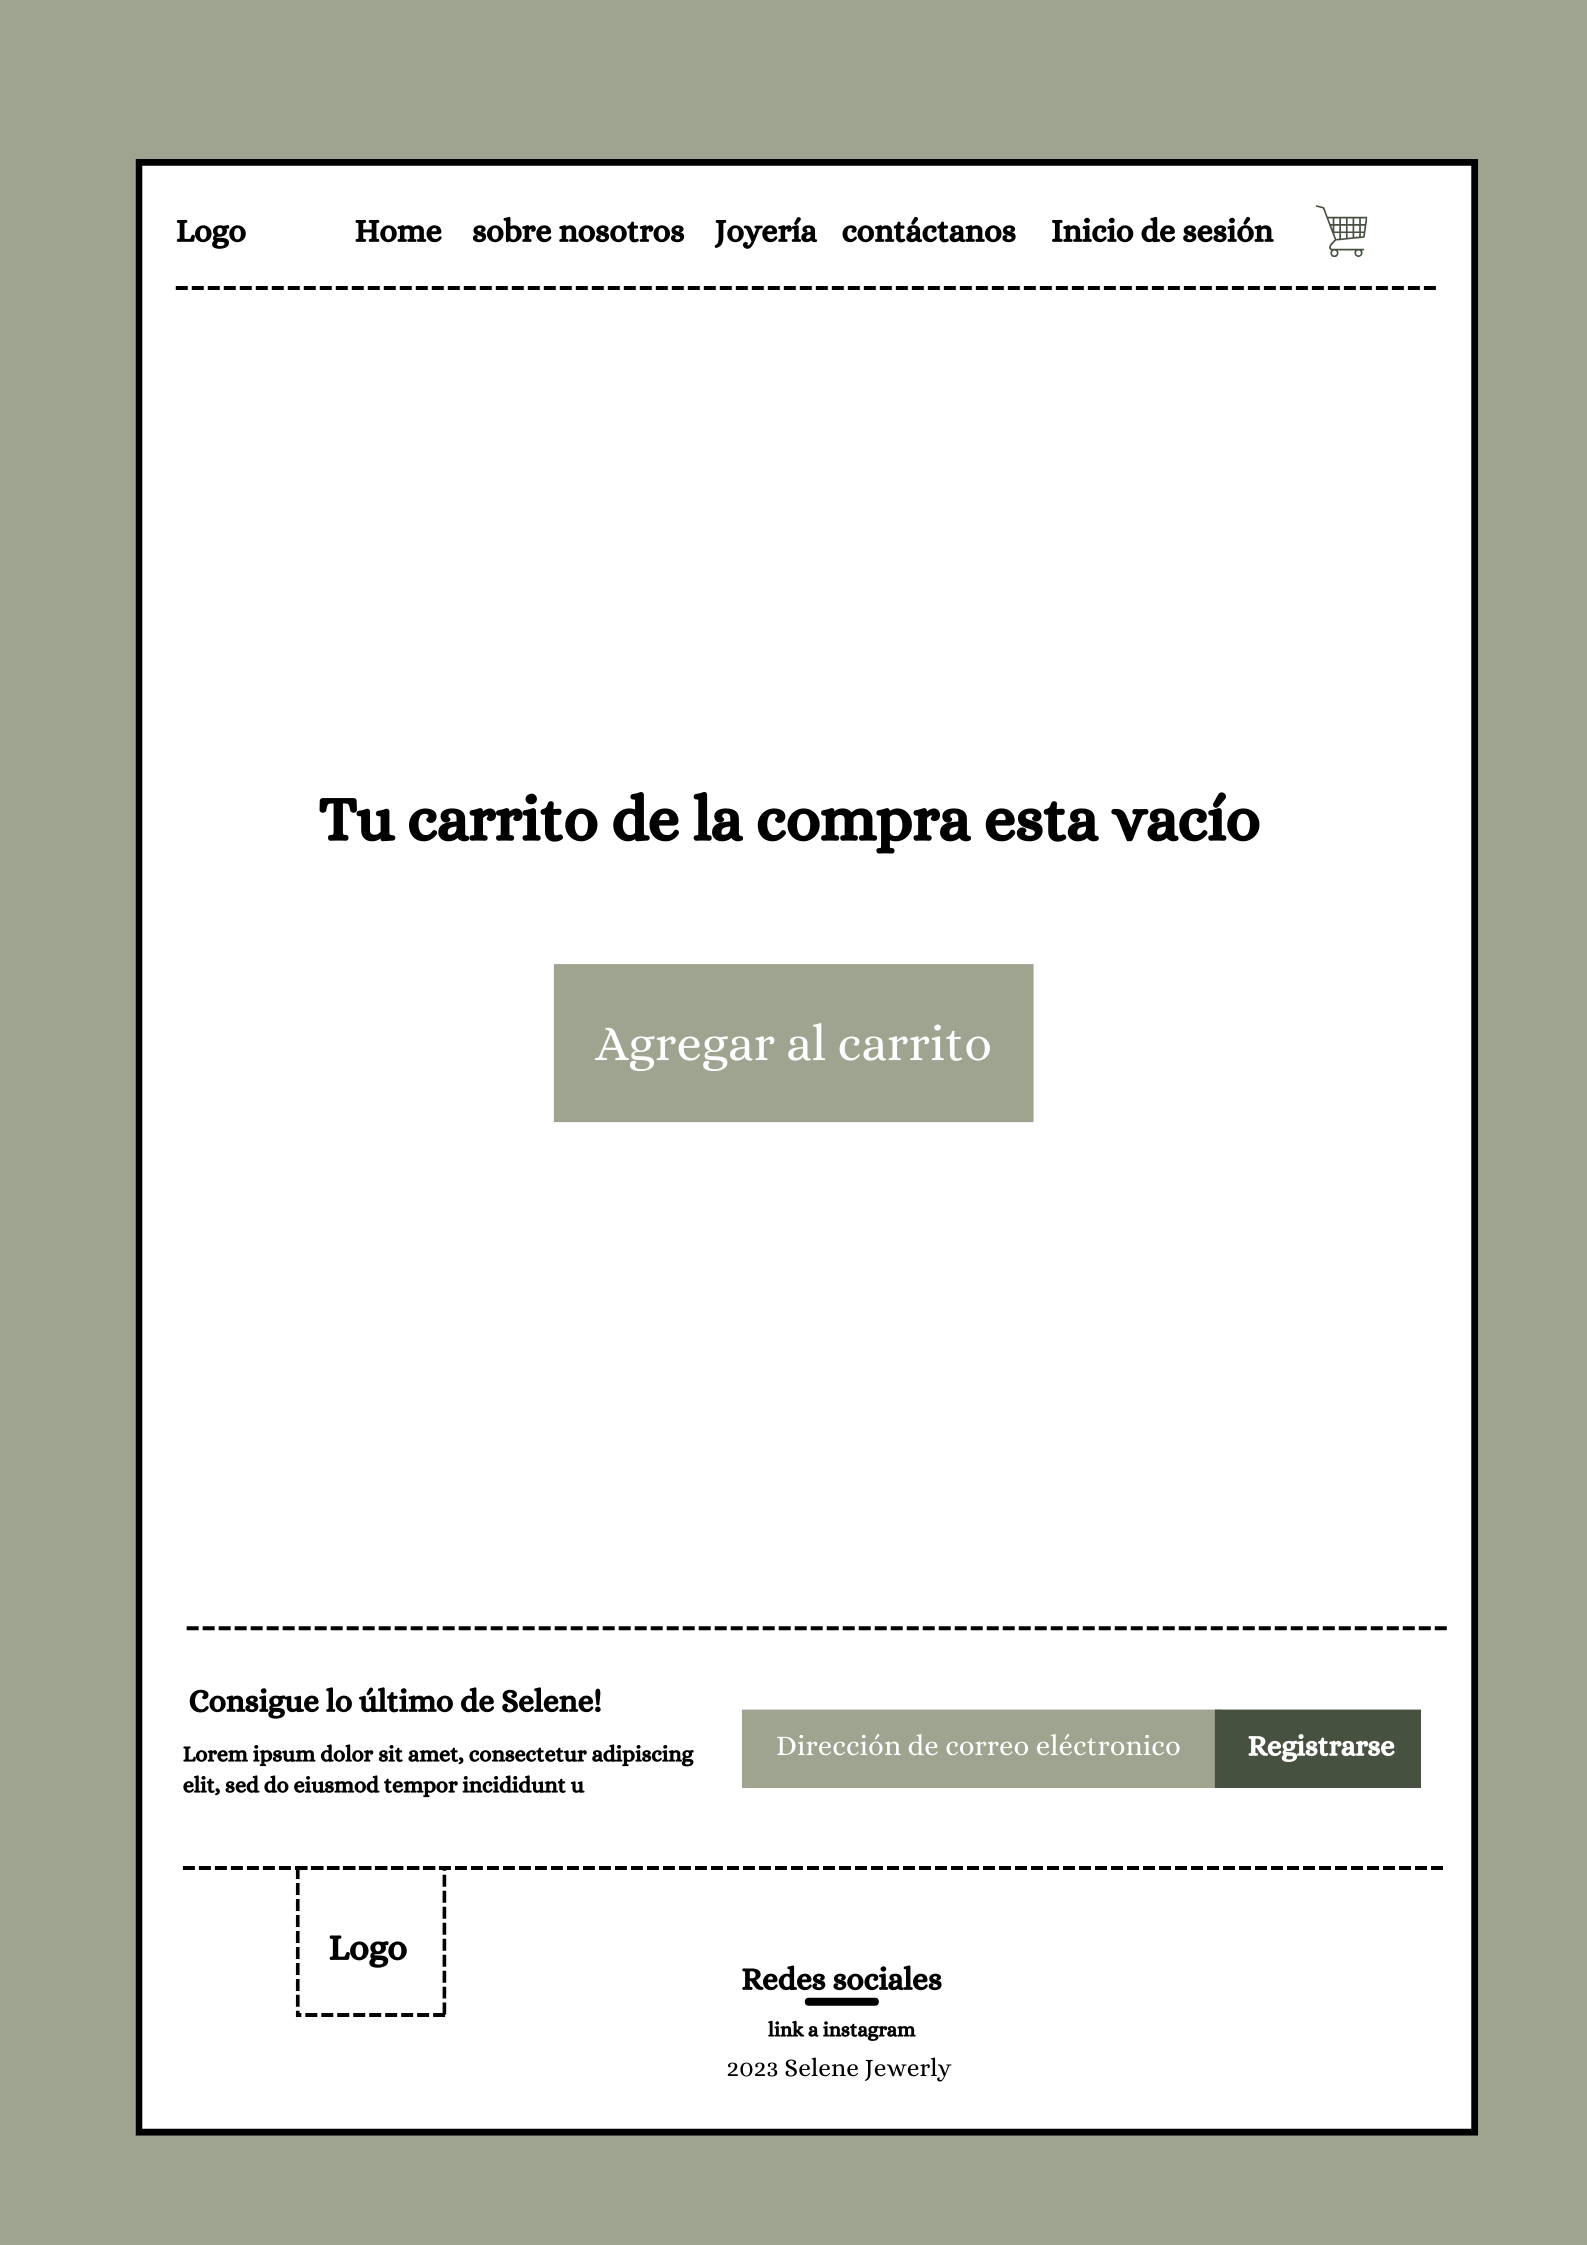 Logo Home sobre nosotros Joyería contáctanos Inicio de sesión
Tu carrito de la compra esta vacío
Agregar al carrito
Consigue lo último de Selene!
Lorem ipsum dolor sit amet, consectetur adipiscing
elit, sed do eiusmod tempor incididunt u
Dirección de correo eléctronico Registrarse
Logo
Redes sociales
link a instagram
2023 Selene Jewerly